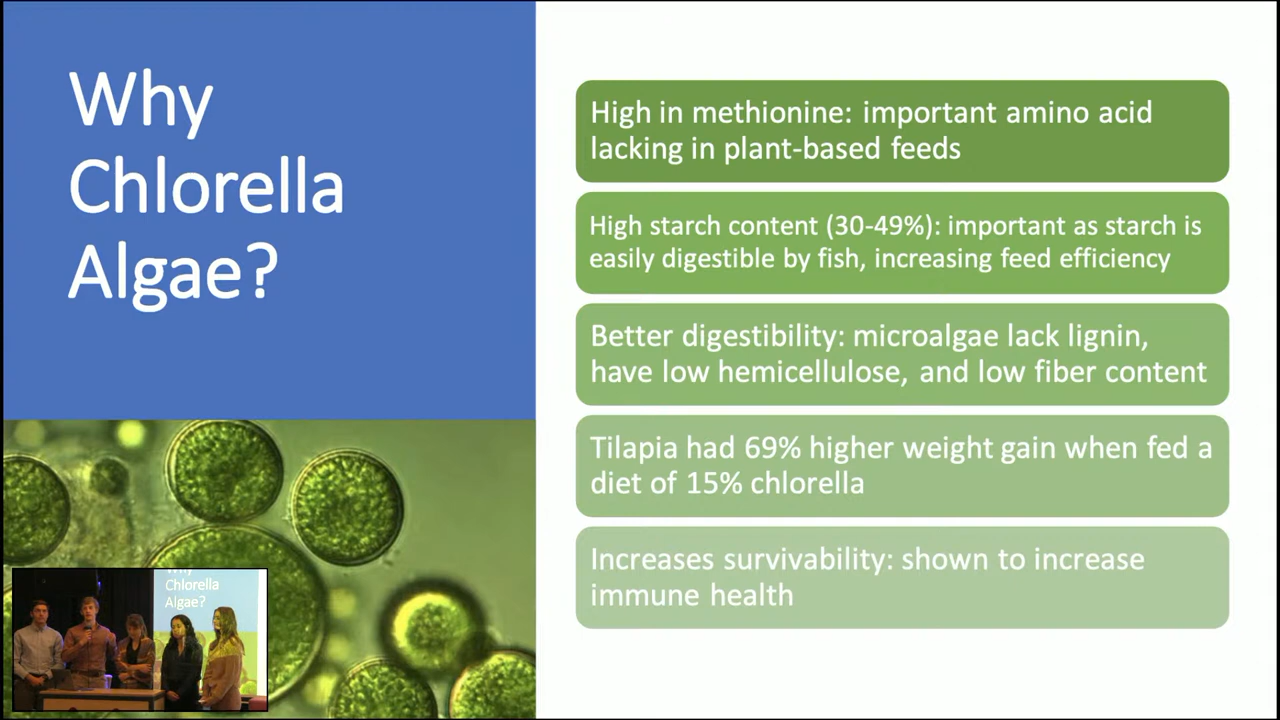 Why
Chlorella
Algae?
High in methionine: important amino acid
lacking in plant-based feeds
High starch content (30-49%): important as starch is
easily digestible by fish, increasing feed efficiency
Better digestibility: microalgae lack lignin,
have low hemicellulose, and low fiber content
Tilapia had 69% higher weight gain when fed a
diet of 15% chlorella
Increases survivability: shown to increase
immune health
Why
Chlorella
Algae?